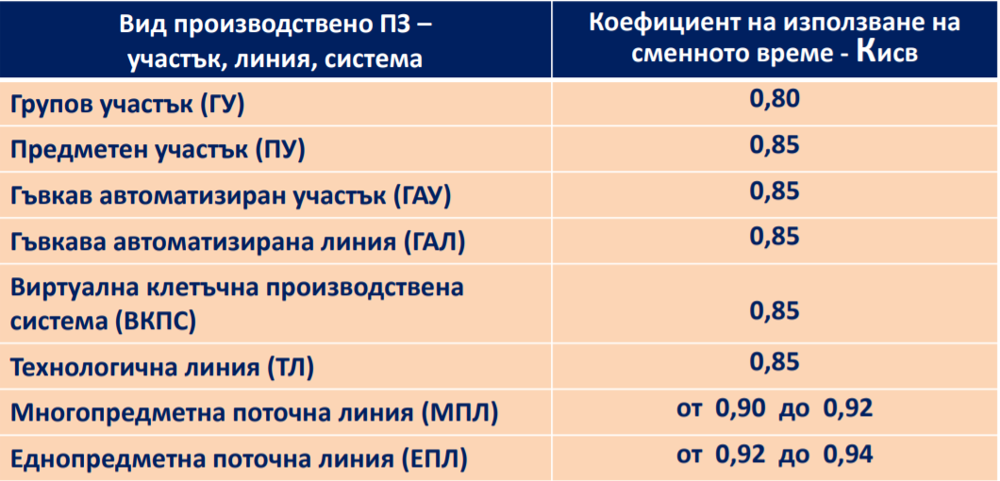 Вид производствено ПЗ –
участък, линия, система
Коефициент на използване на
сменното време - Кисв
Групов участък (ГУ)
0,80
Предметен участък (ПУ)
0,85
Гъвкав автоматизиран участък (ГАУ)
0,85
Гъвкава автоматизирана линия (ГАЛ)
0,85
Виртуална клетъчна производствена
система (ВКПС)
0,85
Технологична линия (ТЛ)
0,85
Многопредметна поточна линия (МПЛ)
от 0,90 до 0,92
Еднопредметна поточна линия (ЕПЛ)
от 0,92 до 0,94